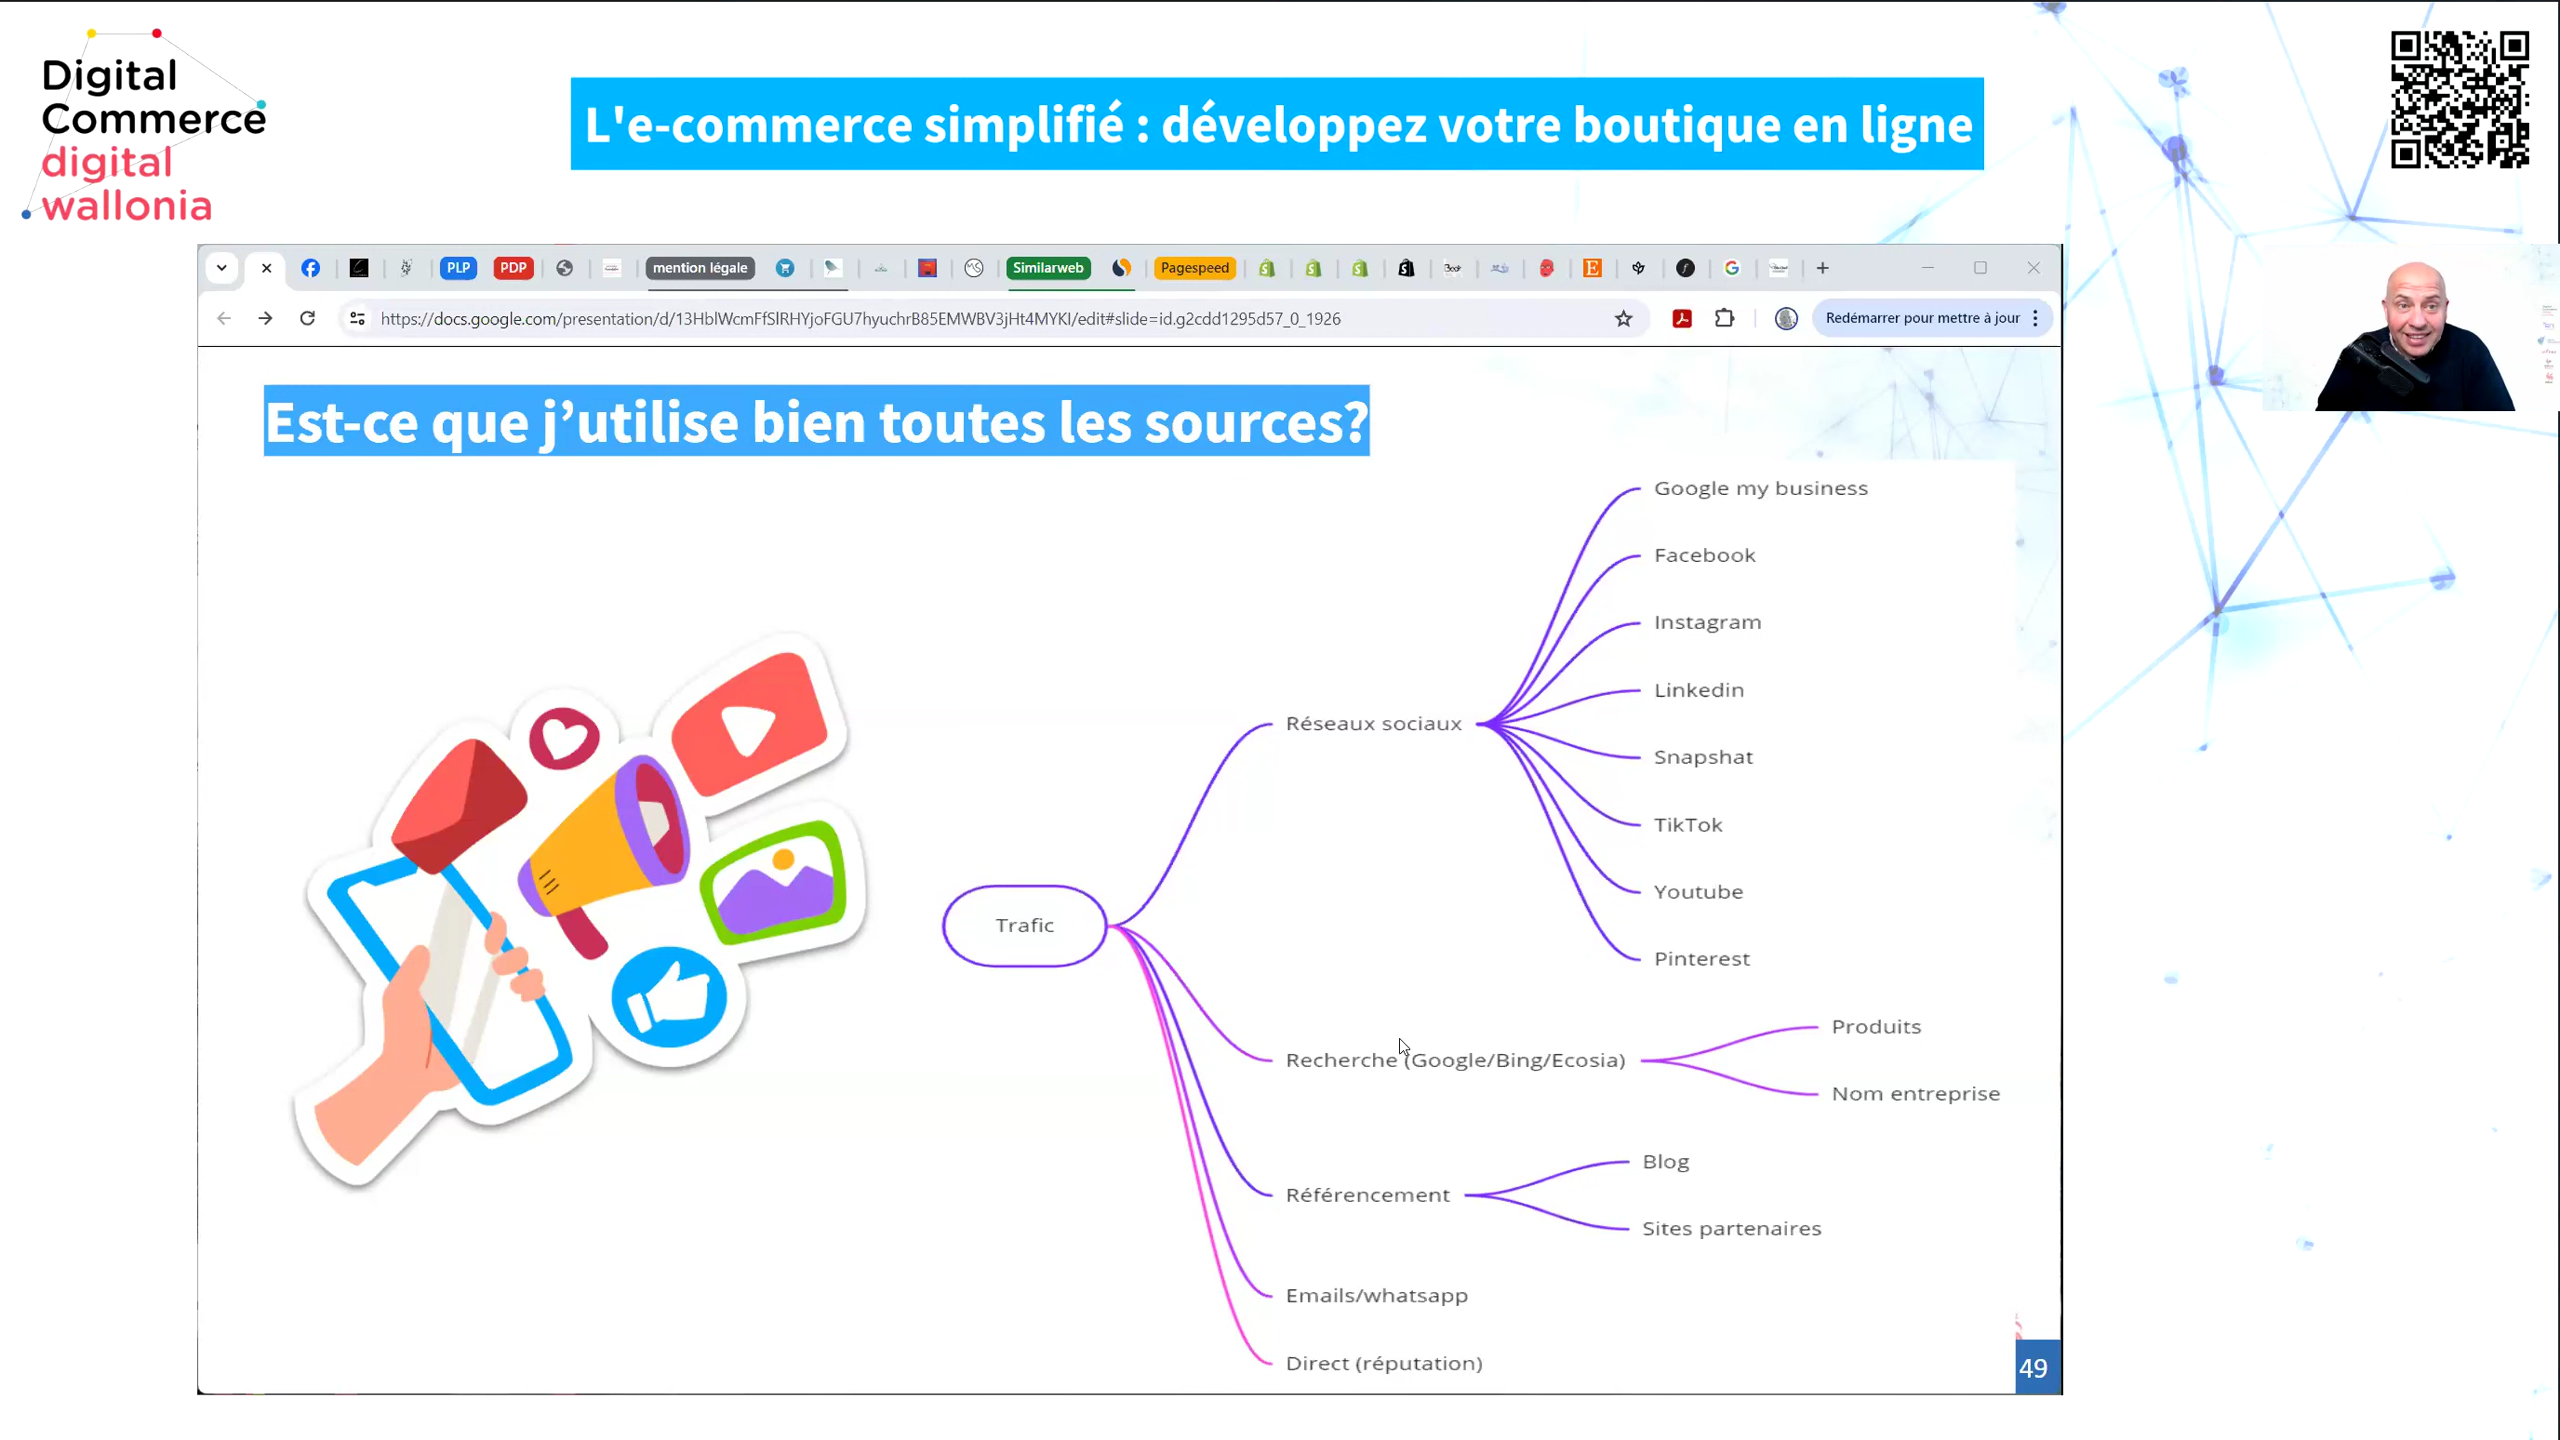 Digital
Commerce
digital
wallonia
L'e-commerce simplifié : développez votre boutique en ligne
PLP
PDP
mention légale
Similarweb
Pagespeed
https://docs.google.com/presentation/d/13HblWcmFfSlRHYjoFGU7hyuchrB85EMWBV3jHt4MYKI/edit#slide=id.g2cdd1295d57_0_1926
Redémarrer pour mettre à jour
Est-ce que j’utilise bien toutes les sources?
Google my business
Facebook
Instagram
Linkedin
Réseaux sociaux
Snapshat
TikTok
Youtube
Trafic
Pinterest
Produits
Recherche (Google/Bing/Ecosia)
Nom entreprise
Blog
Référencement
Sites partenaires
Emails/whatsapp
Direct (réputation)
49